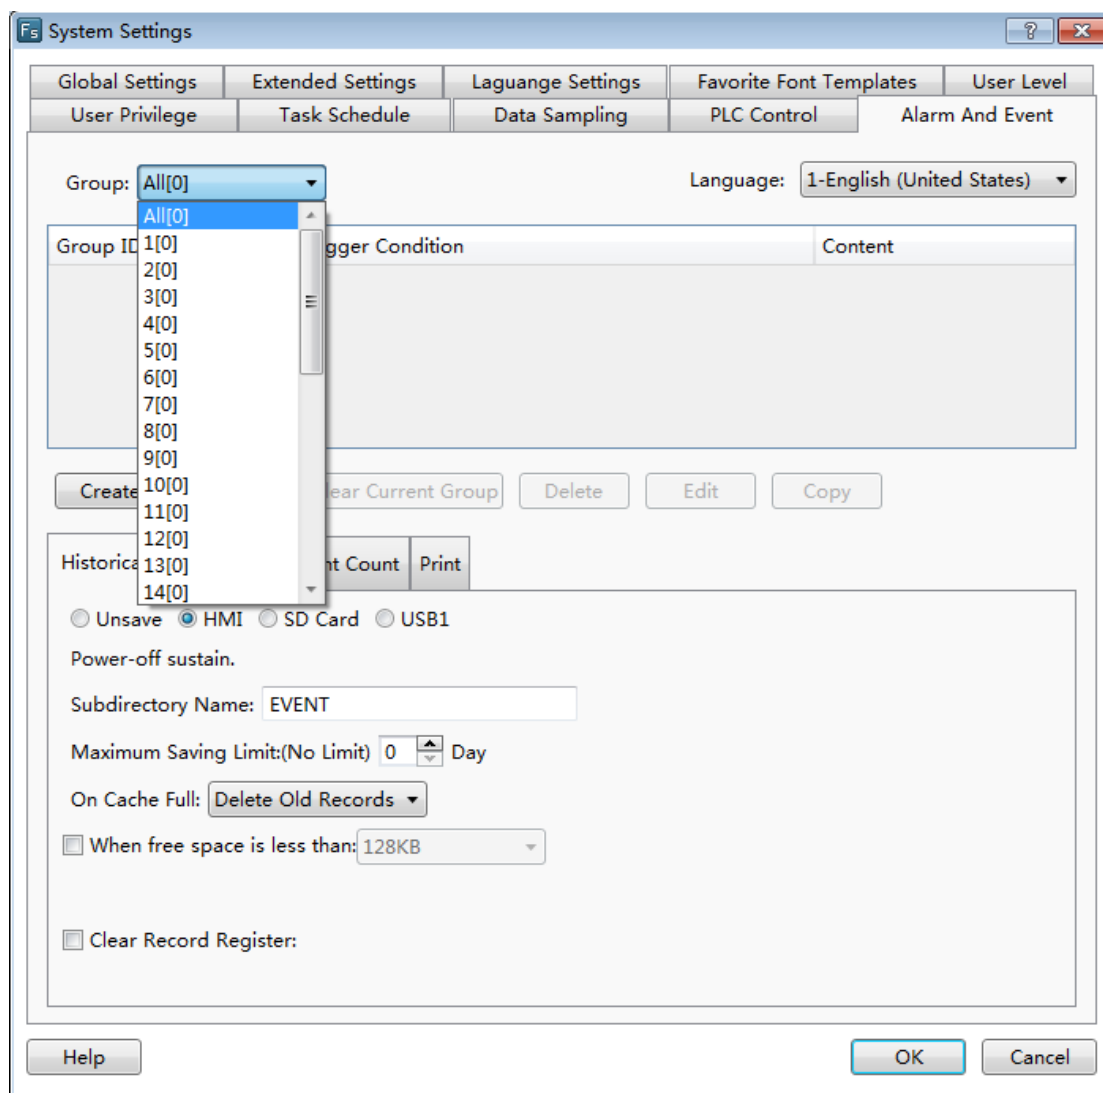 Fs System Settings
Global Settings Extended Settings Laguange Settings Favorite Font Templates User Level
User Privilege Task Schedule Data Sampling PLC Control Alarm And Event
Group: All[0] Language: 1-English (United States)
All[0]
Group ID gger Condition Content
1[0]
2[0]
3[0]
4[0]
5[0]
6[0]
7[0]
8[0]
9[0]
10[0]
Create lear Current Group Delete Edit Copy
11[0]
12[0]
13[0]
Historica nt Count Print
14[0]
Unsave HMI SD Card USB1
Power-off sustain.
Subdirectory Name: EVENT
Maximum Saving Limit:(No Limit) 0 Day
On Cache Full: Delete Old Records
When free space is less than: 128KB
Clear Record Register:
Help OK Cancel